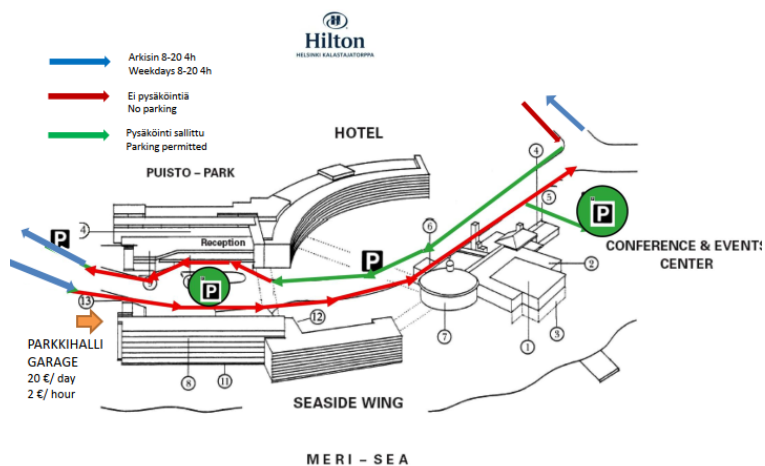 Hilton
HELSINKI KALASTAJATORPPA
Arkisin 8-20 4h
Weekdays 8-20 4h
Ei pysäköintiä
No parking
Pysäköinti sallittu
Parking permitted
HOTEL
PUISTO – PARK
4
5
4
Reception
6
P
P
P
P
CONFERENCE & EVENTS
CENTER
2
13
12
7
1
3
PARKKIHALLI
GARAGE
20 €/ day
2 €/ hour
8
11
SEASIDE WING
MERI – SEA